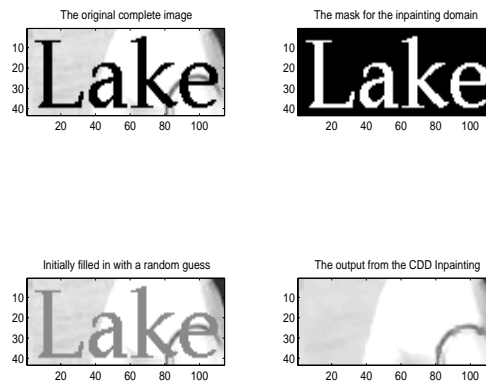 The original complete image
Lake
10
20
30
40
20 40 60 80 100
The mask for the inpainting domain
Lake
10
20
30
40
20 40 60 80 100
Initially filled in with a random guess
Lake
10
20
30
40
20 40 60 80 100
The output from the CDD Inpainting
10
20
30
40
20 40 60 80 100